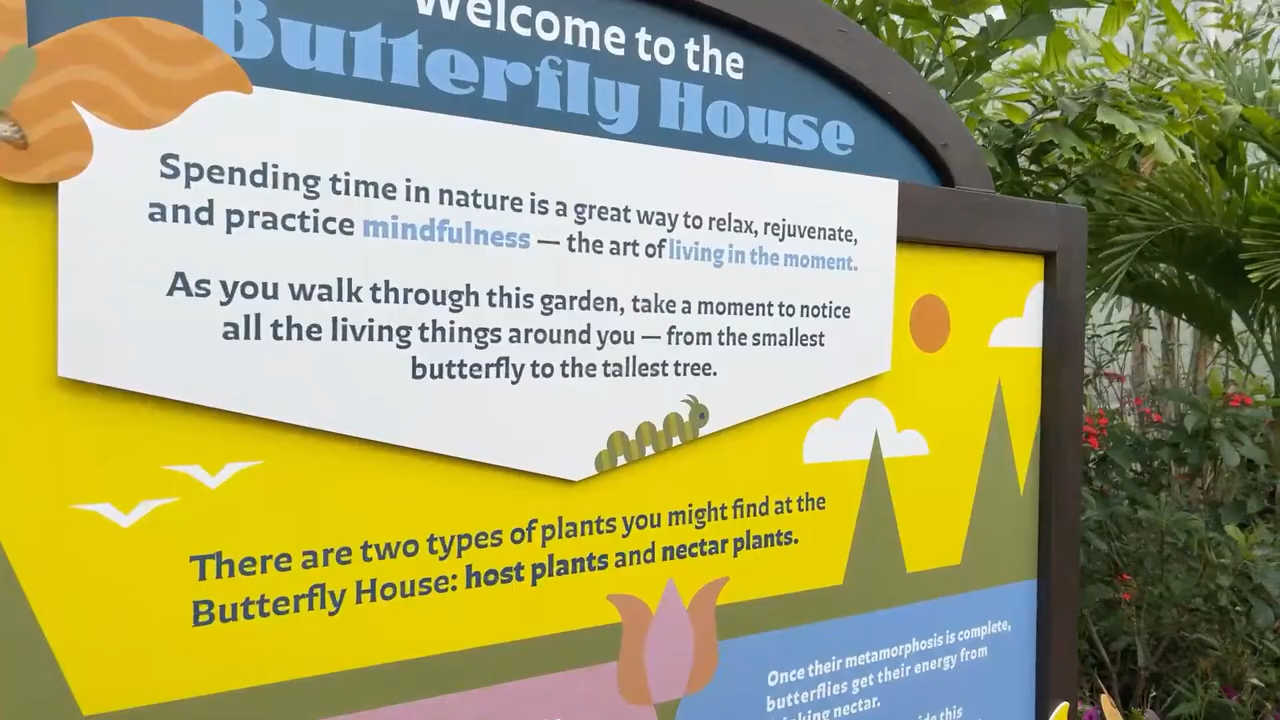 Welcome to the
Butterfly House
Spending time in nature is a great way to relax, rejuvenate,
and practice mindfulness — the art of living in the moment.
As you walk through this garden, take a moment to notice
all the living things around you — from the smallest
butterfly to the tallest tree.
There are two types of plants you might find at the
Butterfly House: host plants and nectar plants.
Once their metamorphosis is complete,
butterflies get their energy from
nectar.
this